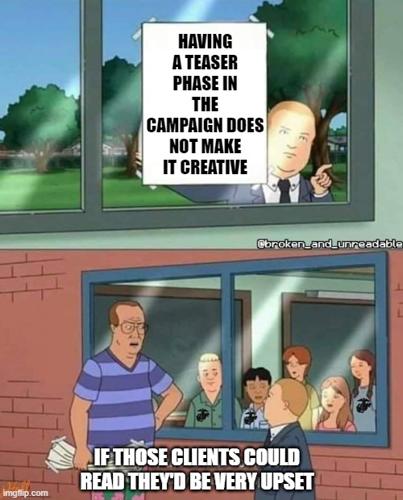 HAVING
A TEASER
PHASE IN
THE
CAMPAIGN DOES
NOT MAKE
IT CREATIVE
@broken_and_unreadable
IF THOSE CLIENTS COULD
READ THEY'D BE VERY UPSET
imgflip.com